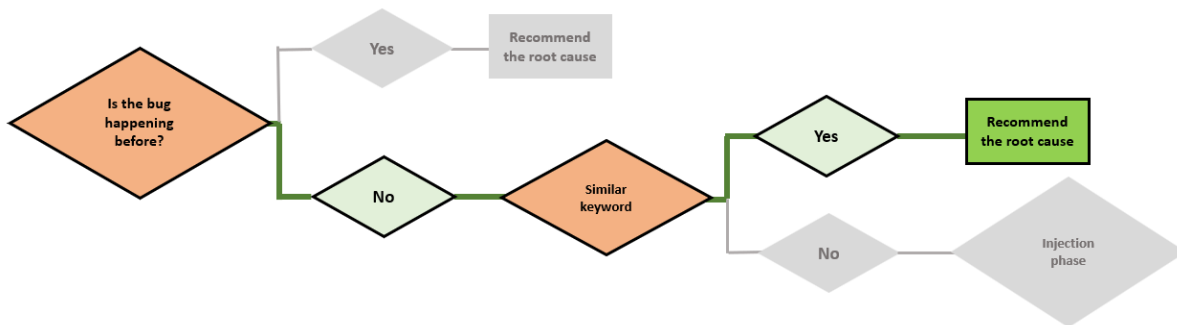 Is the bug
happening
before?
Yes
Recommend
the root cause
No
Similar
keyword
Yes
Recommend
the root cause
No
Injection
phase